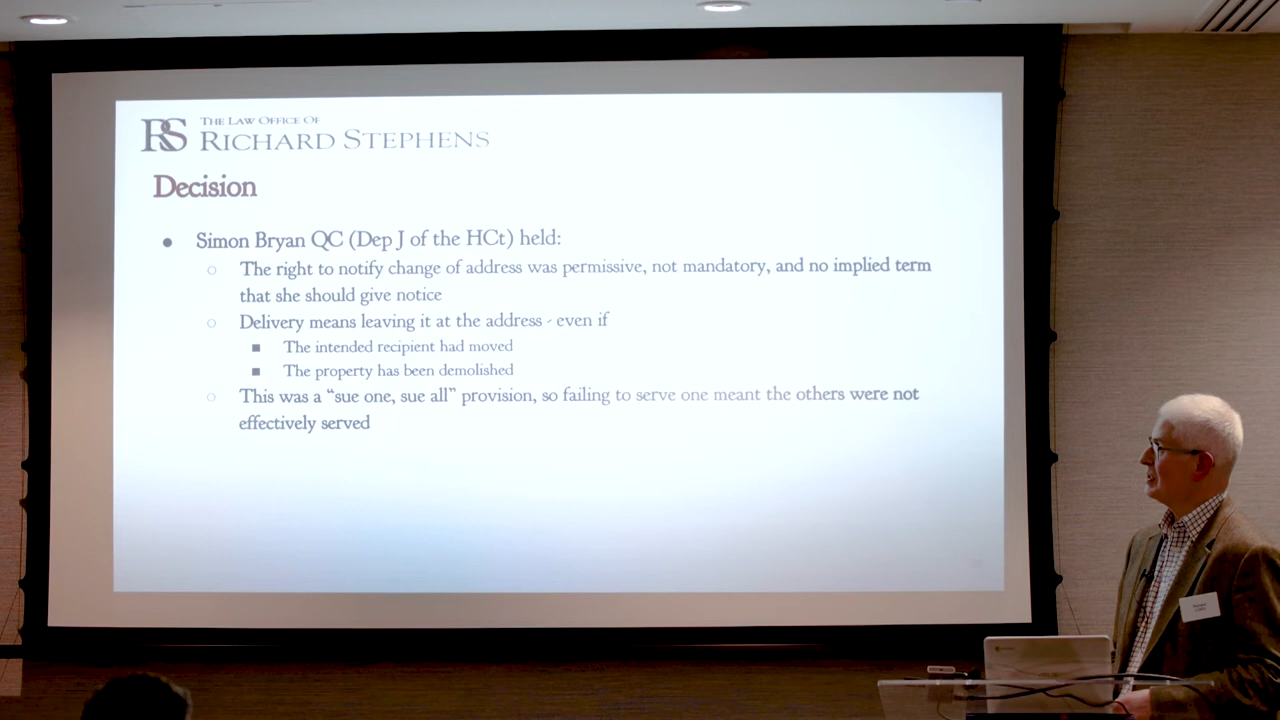 RS THE LAW OFFICE OF
RICHARD STEPHENS
Decision
● Simon Bryan QC (Dep J of the HCt) held:
○ The right to notify change of address was permissive, not mandatory, and no implied term
that she should give notice
○ Delivery means leaving it at the address - even if
■ The intended recipient had moved
■ The property has been demolished
○ This was a “sue one, sue all” provision, so failing to serve one meant the others were not
effectively served